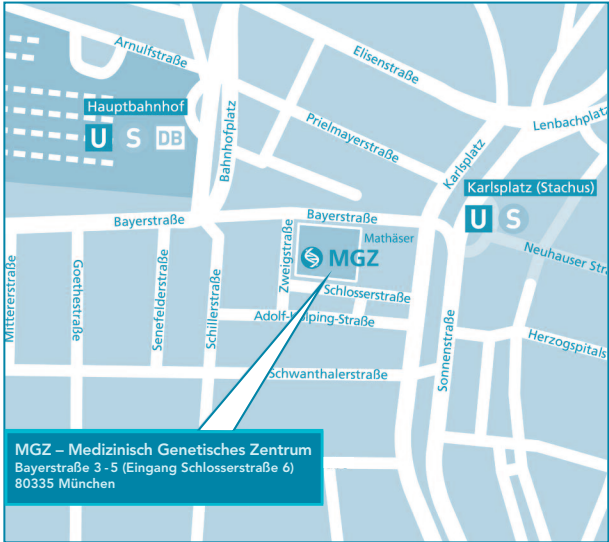 Arnulfstraße
Elisenstraße
Hauptbahnhof
U S DB
Bahnhofplatz
Prielmayerstraße
Lenbachplatz
Karlsplatz
Karlsplatz (Stachus)
U S
Bayerstraße
Bayerstraße
Mathäser
MGZ
Zweigstraße
Neuhauser Stra
Schlosserstraße
Adolf-Kolping-Straße
Mittererstraße
Goethestraße
Senefelderstraße
Schillerstraße
Sonnenstraße
Herzogspitals
Schwanthalerstraße
MGZ – Medizinisch Genetisches Zentrum
Bayerstraße 3 - 5 (Eingang Schlosserstraße 6)
80335 München